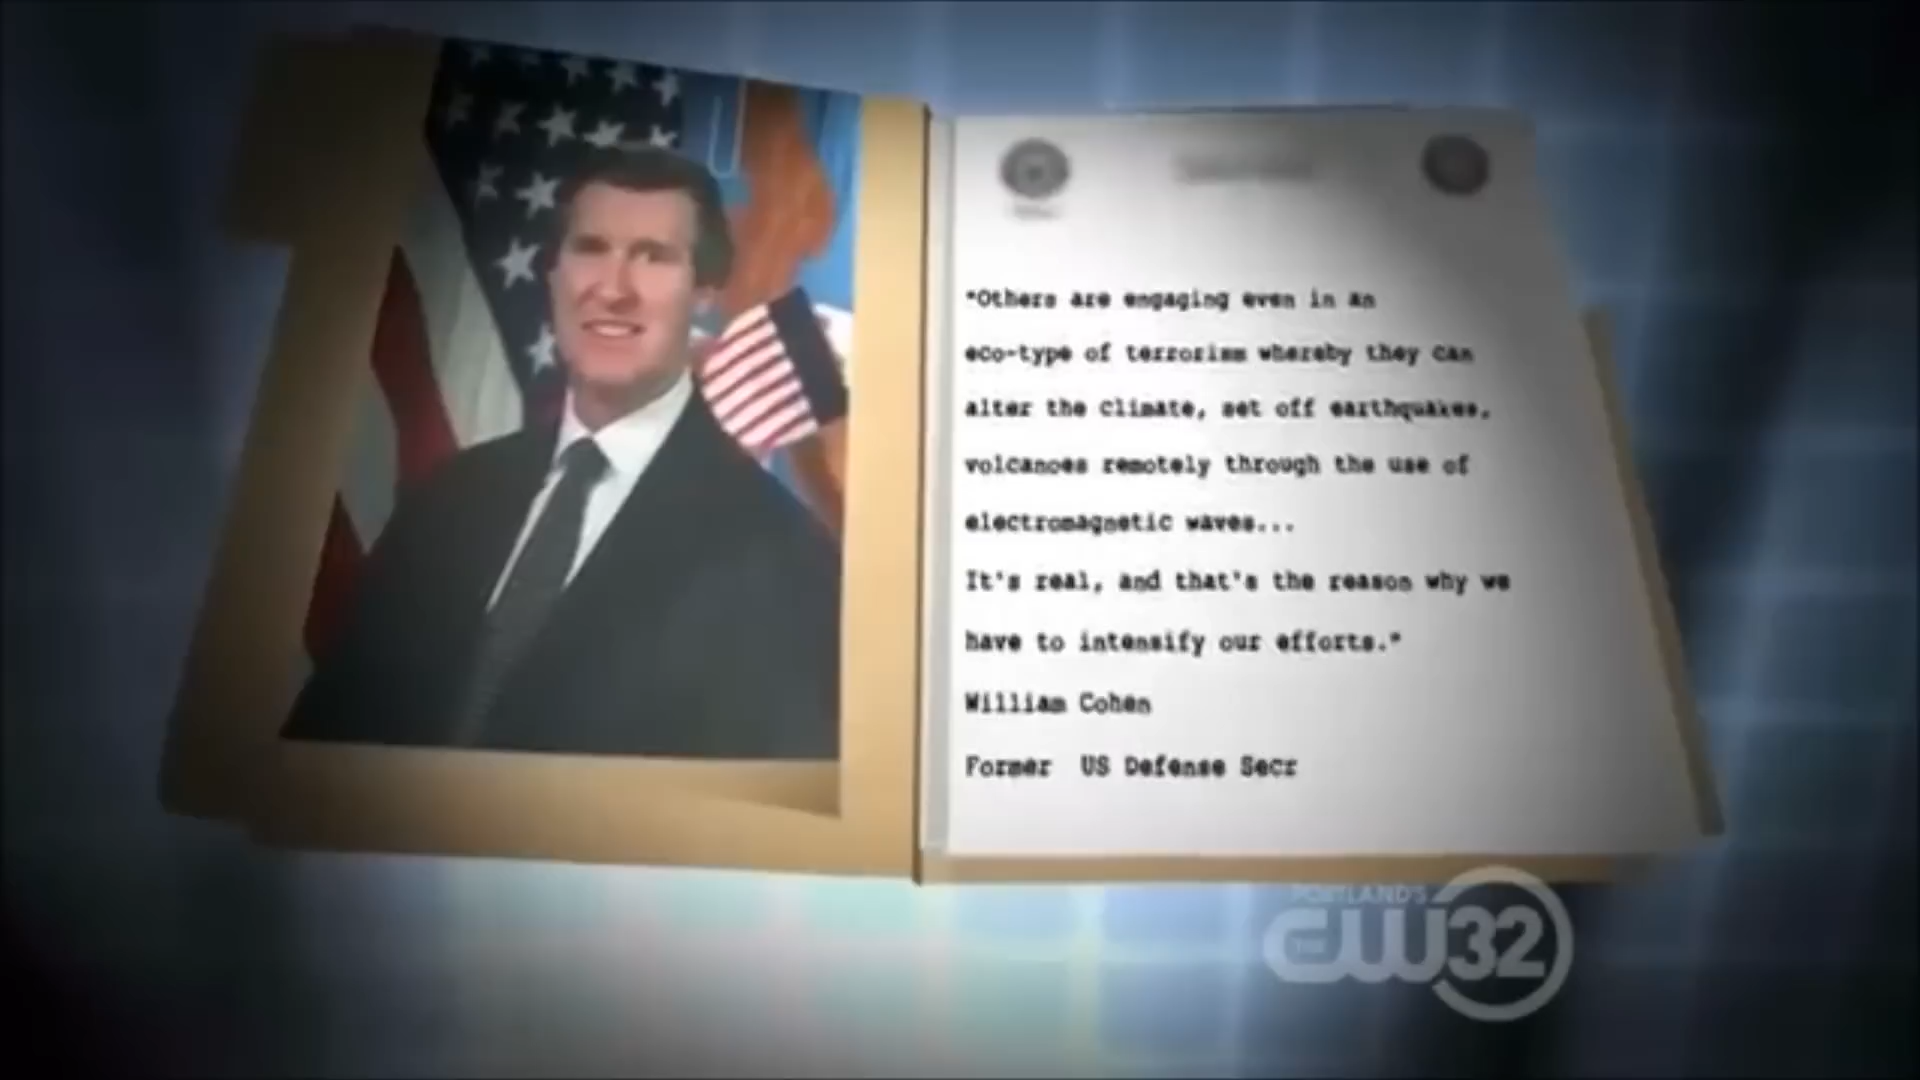 "Others are engaging even in an
eco-type of terrorism whereby they can
alter the climate, set off earthquakes,
volcanoes remotely through the use of
electromagnetic waves...
It's real, and that's the reason why we
have to intensify our efforts."
William Cohen
Former US Defense Secr
PORTLAND'S
THE CW32